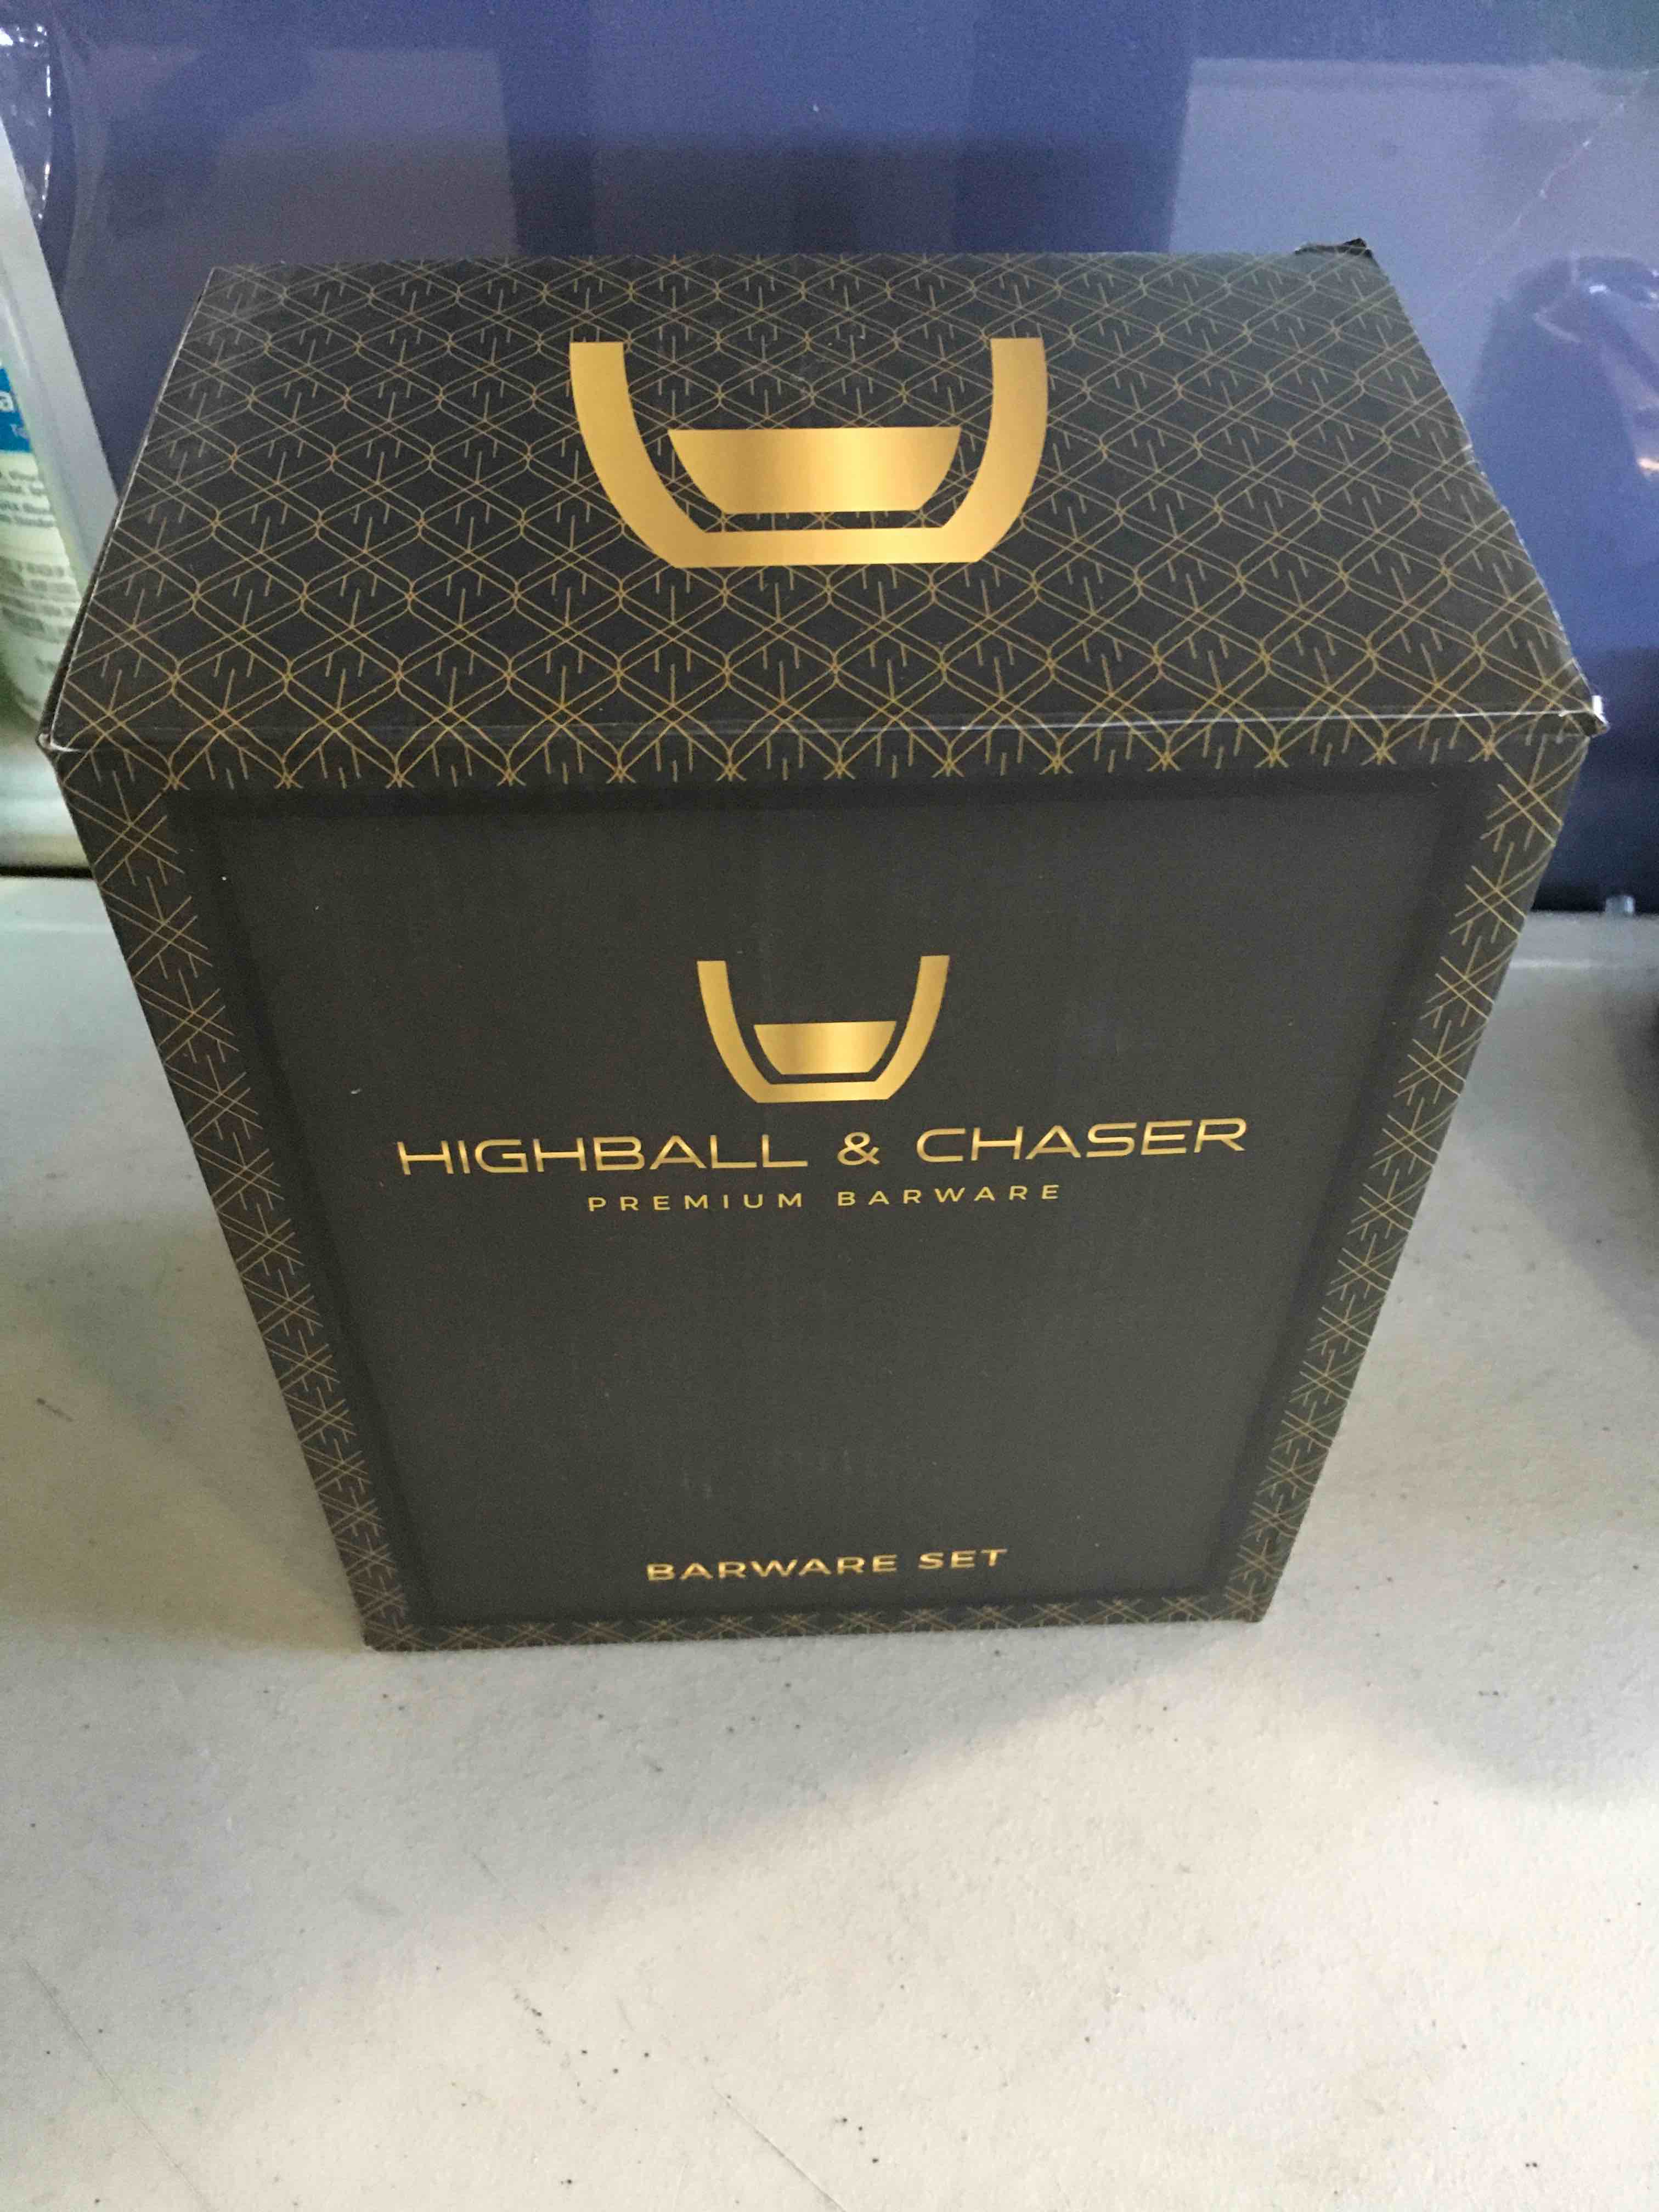 HIGHBALL & CHASER
PREMIUM BARWARE
BARWARE SET